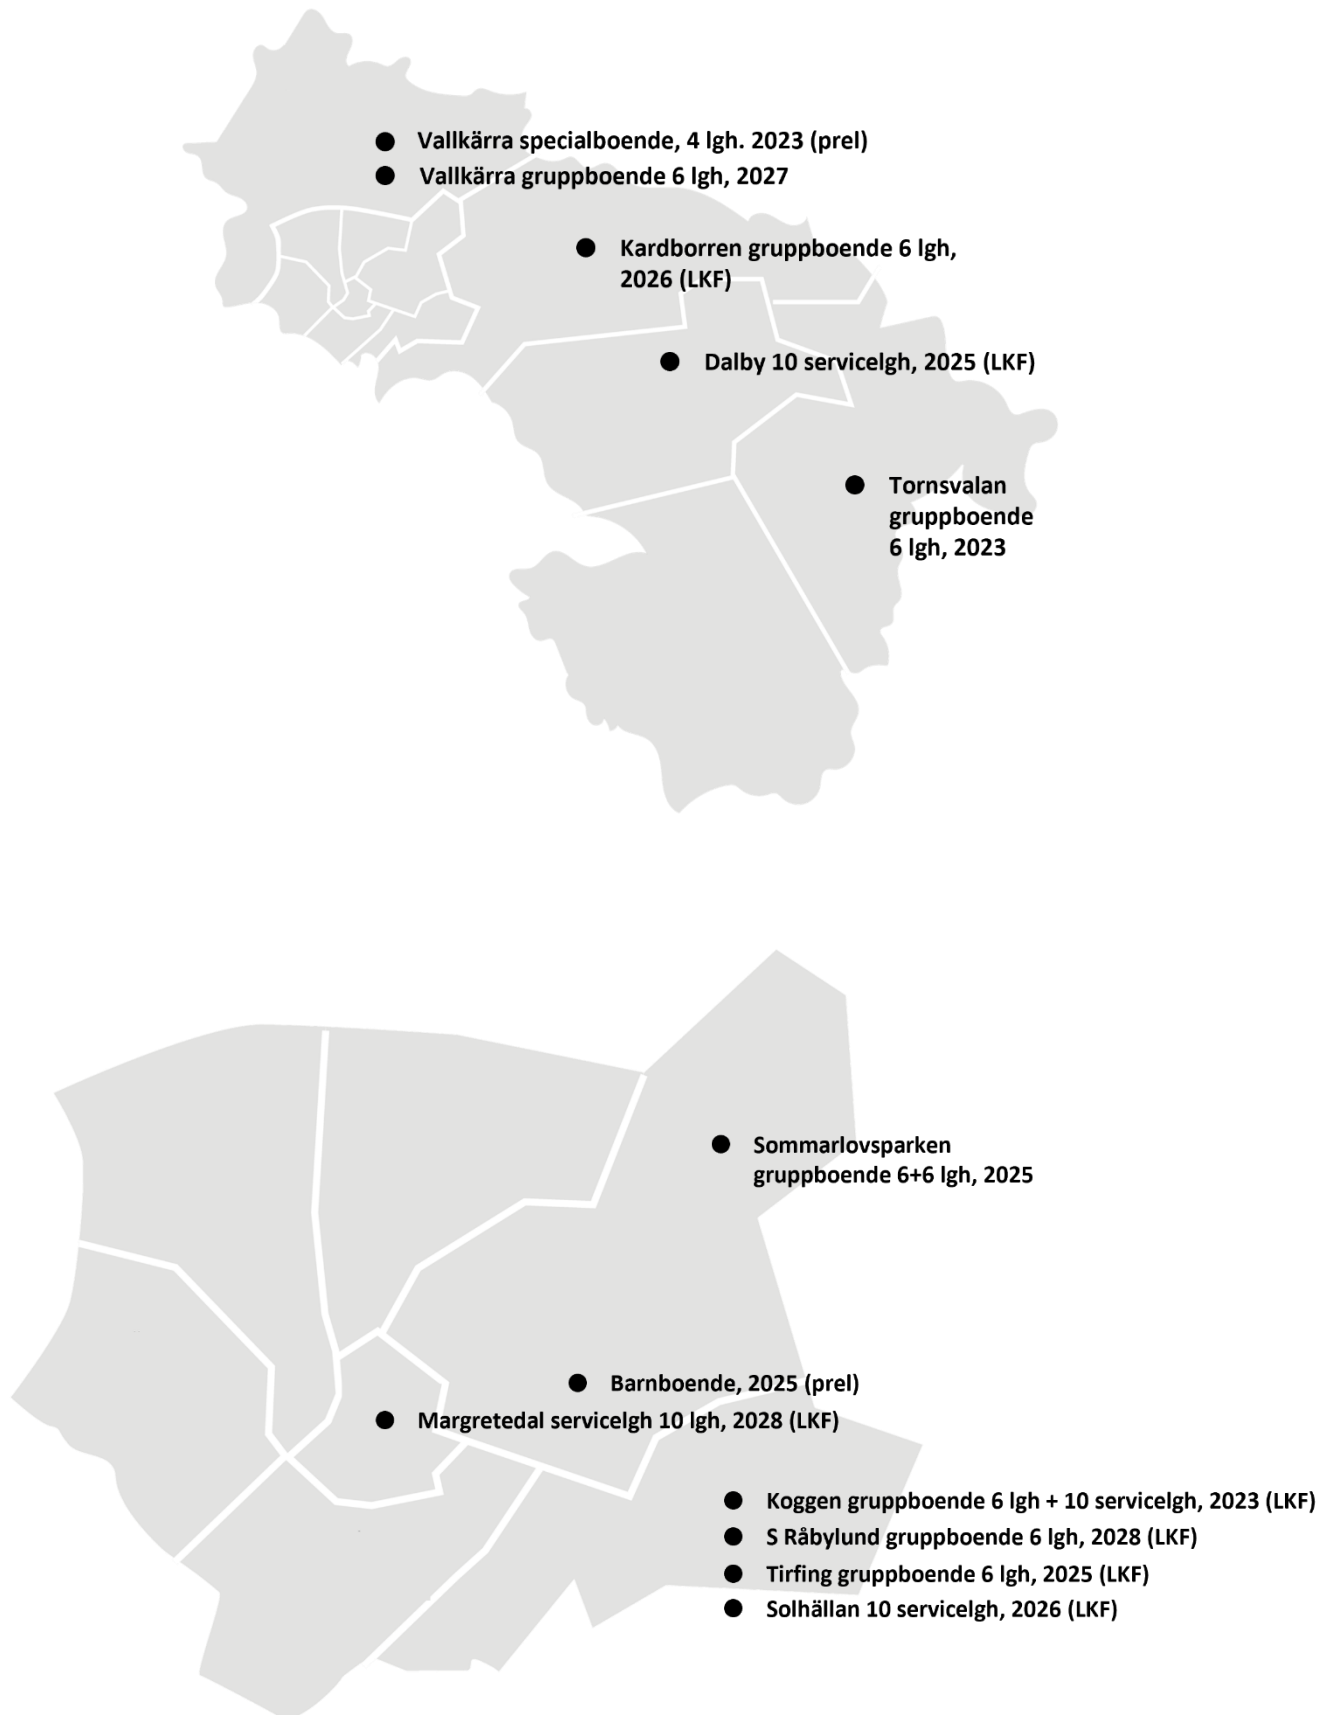 Vallkärra specialboende, 4 lgh. 2023 (prel)
Vallkärra gruppboende 6 lgh, 2027
Kardborren gruppboende 6 lgh,
2026 (LKF)
Dalby 10 servicelgh, 2025 (LKF)
Tornsvalan
gruppboende
6 lgh, 2023
Sommarlovsparken
gruppboende 6+6 lgh, 2025
Barnboende, 2025 (prel)
Margretedal servicelgh 10 lgh, 2028 (LKF)
Koggen gruppboende 6 lgh + 10 servicelgh, 2023 (LKF)
S Råbylund gruppboende 6 lgh, 2028 (LKF)
Tirfing gruppboende 6 lgh, 2025 (LKF)
Solhällan 10 servicelgh, 2026 (LKF)